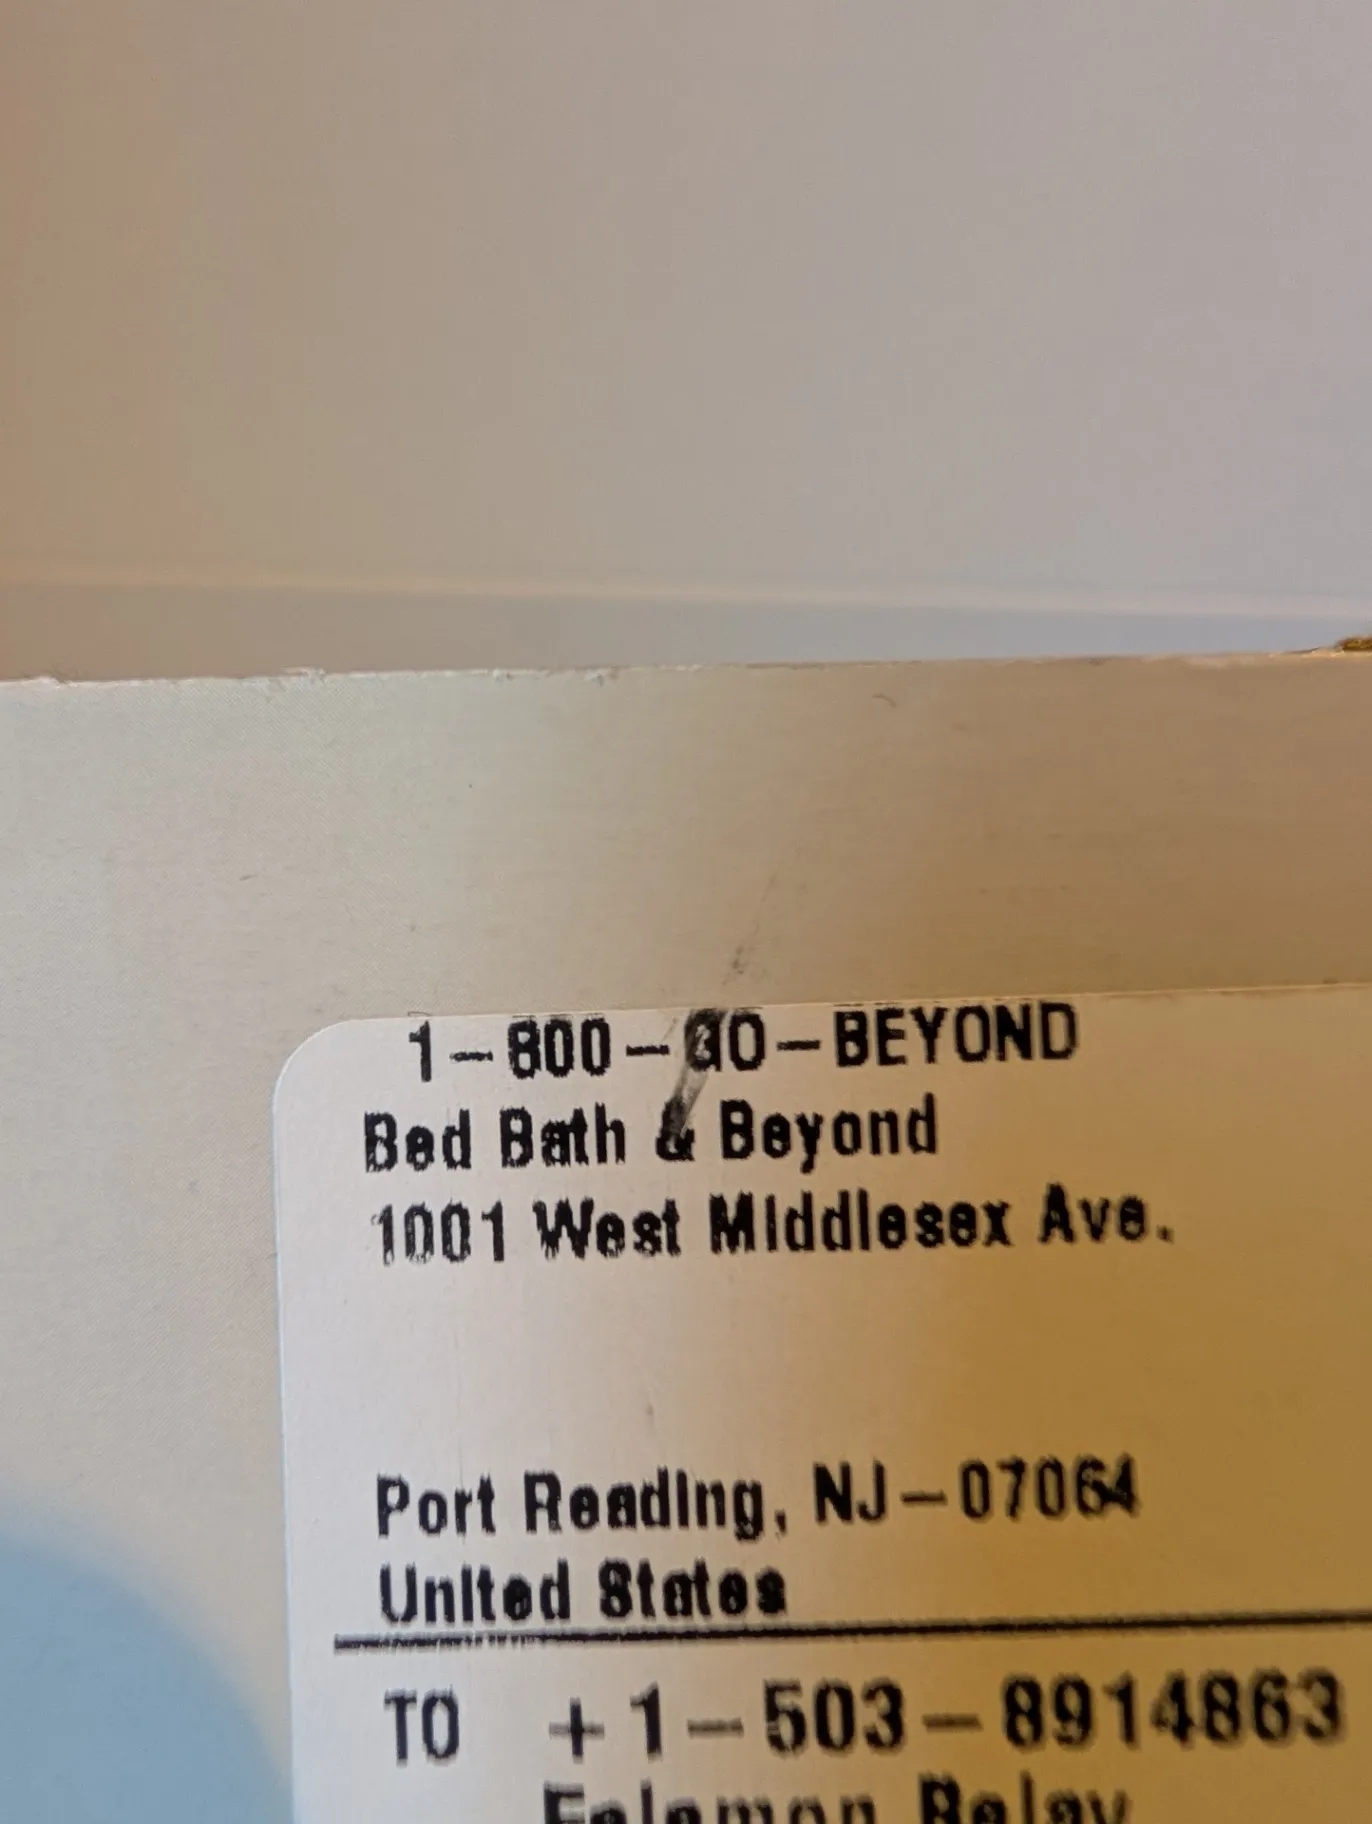 1-800-GO-BEYOND
Bed Bath & Beyond
1001 West Middlesex Ave.
Port Reading, NJ-07064
United States
TO +1-503-8914863